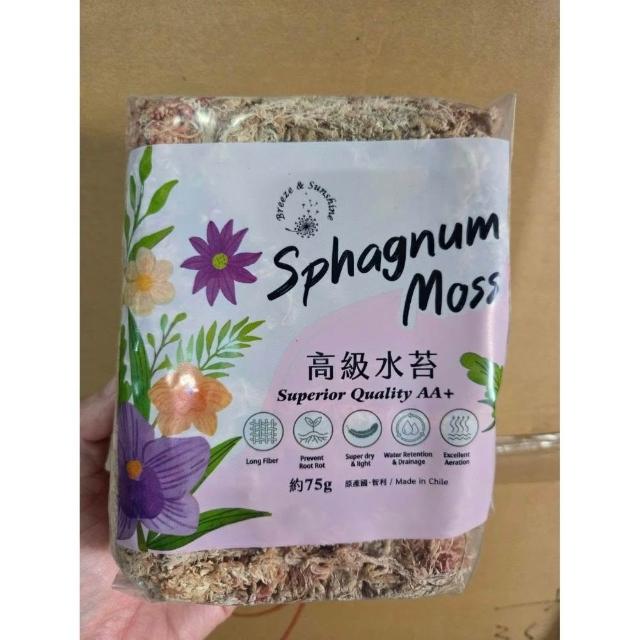 Breeze & Sunshine
Sphagnum
Moss
高級水苔
Superior Quality AA+
Long Fiber
Prevent
Root Rot
Super dry
& light
Water Retention
& Drainage
Excellent
Aeration
約75g
原產國·智利 / Made in Chile